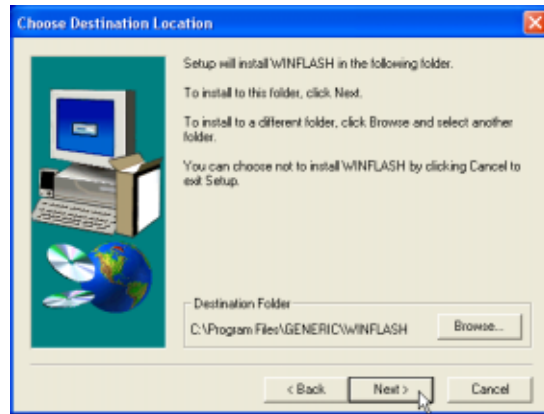 Choose Destination Location
Setup will install WINFLASH in the following folder.
To install to this folder, click Next.
To install to a different folder, click Browse and select another
folder.
You can choose not to install WINFLASH by clicking Cancel to
exit Setup.
Destination Folder
C:\Program Files\GENERIC\WINFLASH
Browse...
< Back
Next >
Cancel